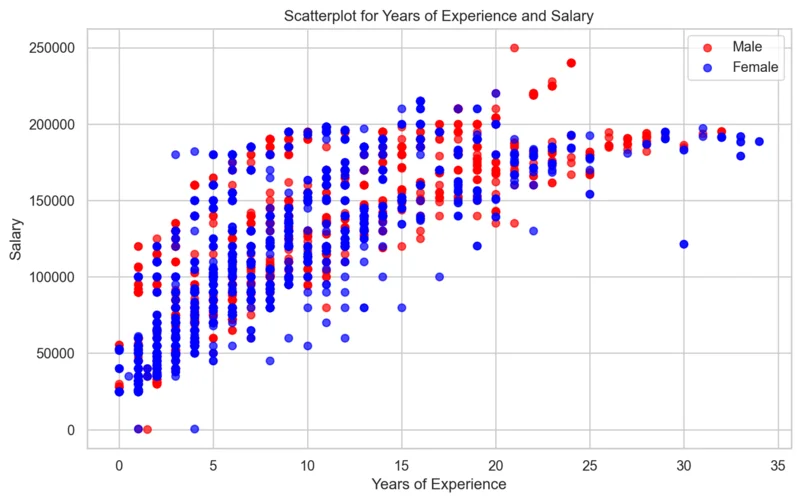 Scatterplot for Years of Experience and Salary
250000
200000
150000
100000
50000
0
Salary
Male
Female
0 5 10 15 20 25 30 35
Years of Experience